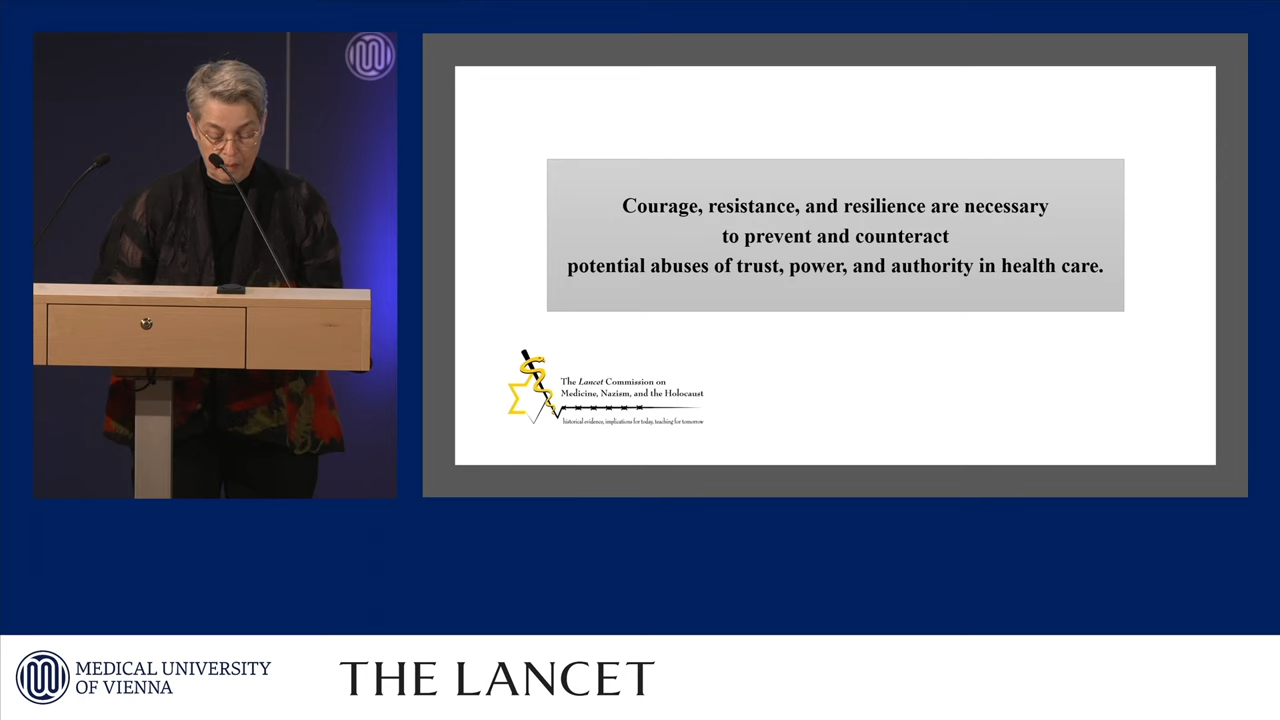 Courage, resistance, and resilience are necessary
to prevent and counteract
potential abuses of trust, power, and authority in health care.
The Lancet Commission on
Medicine, Nazism, and the Holocaust
historical evidence, implications for today, teaching for tomorrow
MEDICAL UNIVERSITY
OF VIENNA
THE LANCET